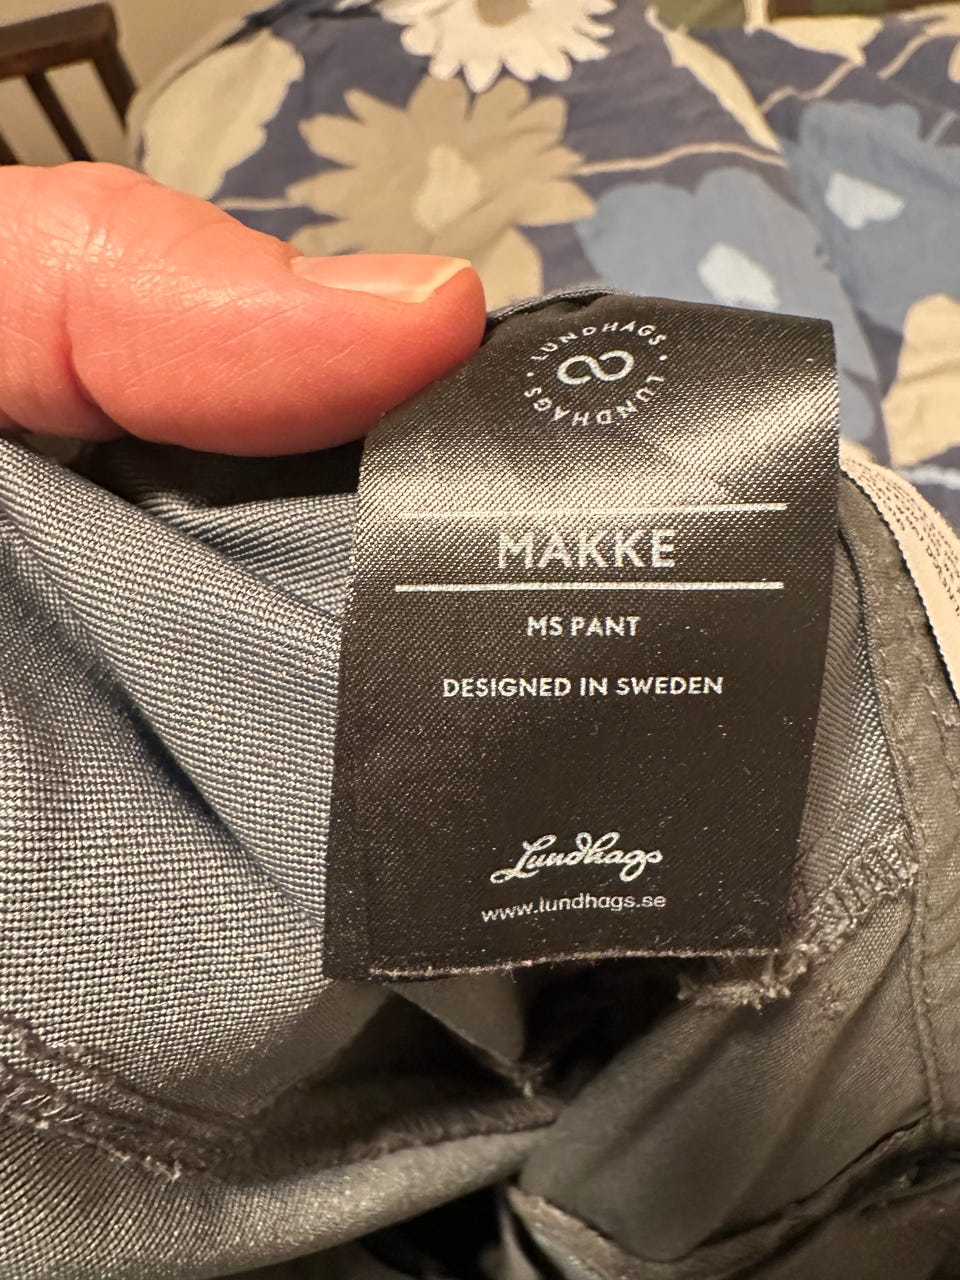 LUNDHAGS · LUNDHAGS ·
MAKKE
MS PANT
DESIGNED IN SWEDEN
Lundhags
www.lundhags.se